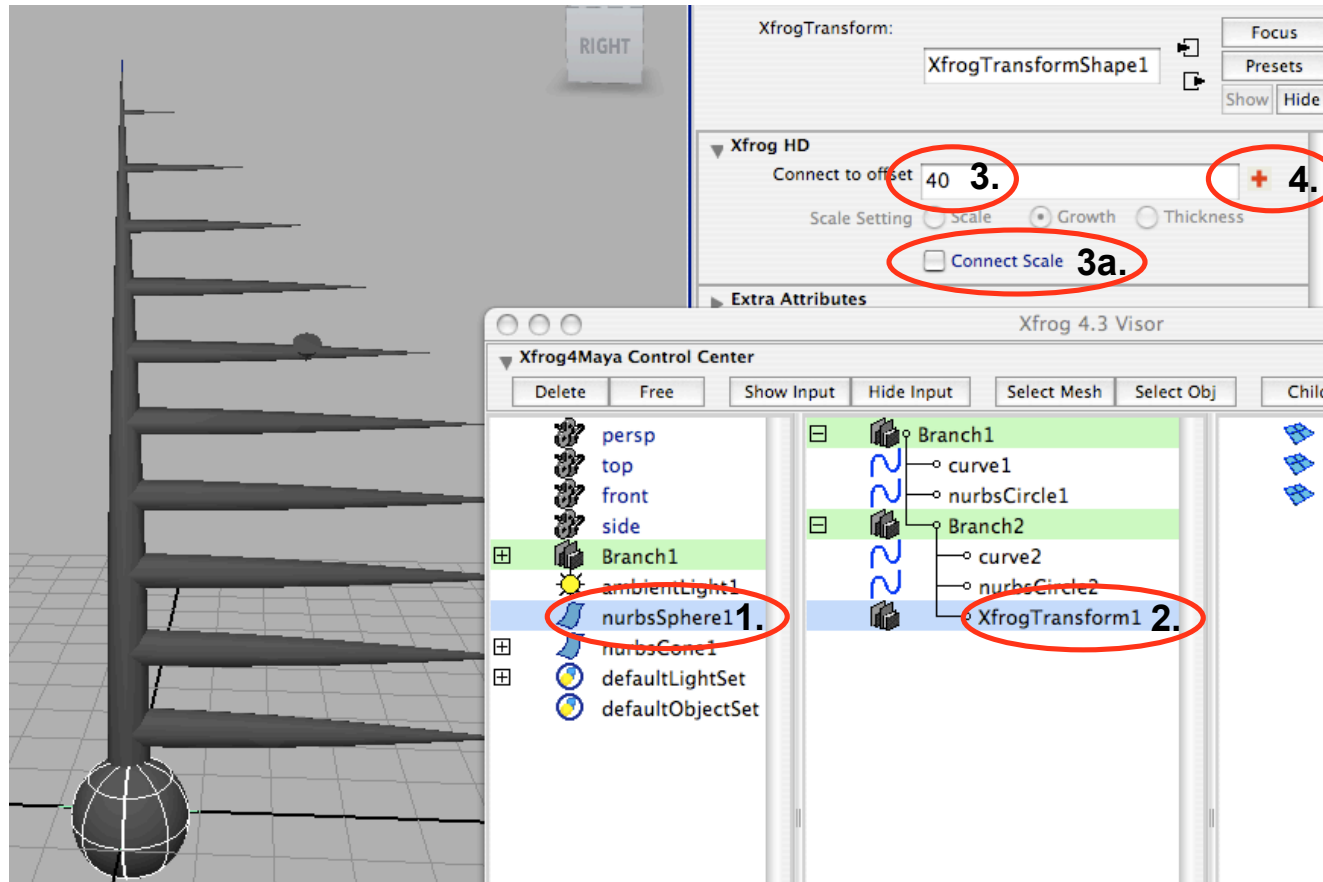 RIGHT
XfrogTransform:
XfrogTransformShape1
Focus
Presets
Show Hide
Xfrog HD
Connect to offset 40 3. 4.
Scale Setting Scale Growth Thickness
Connect Scale 3a.
Extra Attributes
Xfrog 4.3 Visor
Xfrog4Maya Control Center
Delete Free Show Input Hide Input Select Mesh Select Obj Chil
persp
top
front
side
Branch1
ambientLight1
nurbsSphere1 1.
nurbsCone1
defaultLightSet
defaultObjectSet
Branch1
curve1
nurbsCircle1
Branch2
curve2
nurbsCircle2
XfrogTransform1 2.